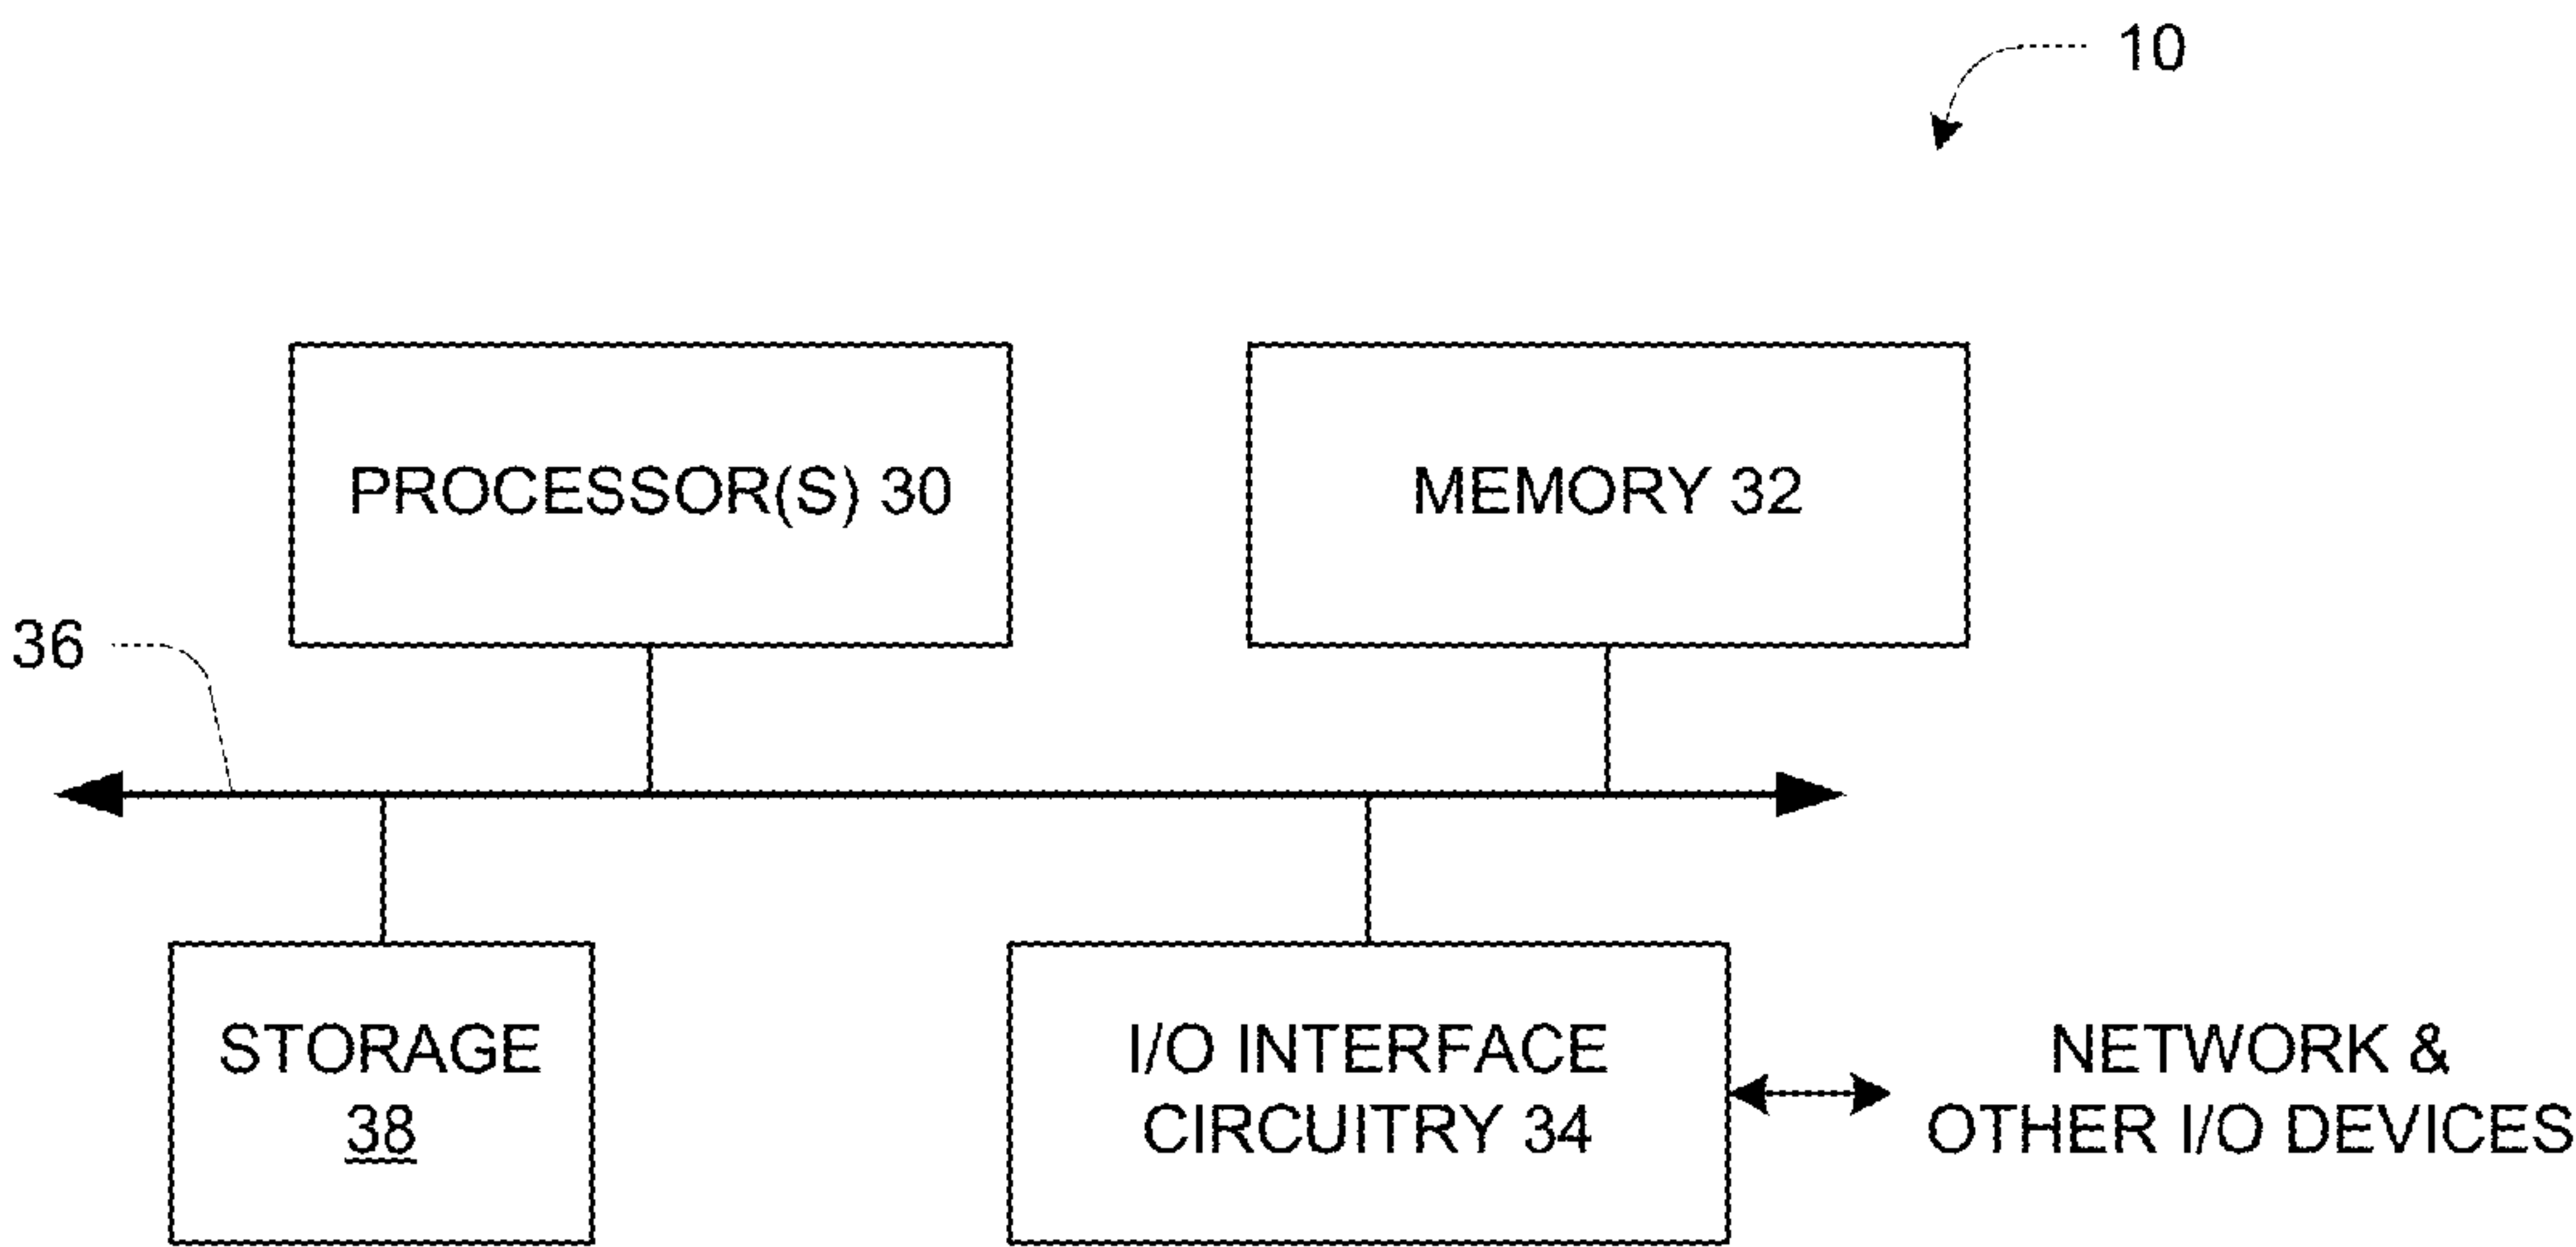 10
PROCESSOR(S) 30
MEMORY 32
36
STORAGE
38
I/O INTERFACE
CIRCUITRY 34
NETWORK &
OTHER I/O DEVICES